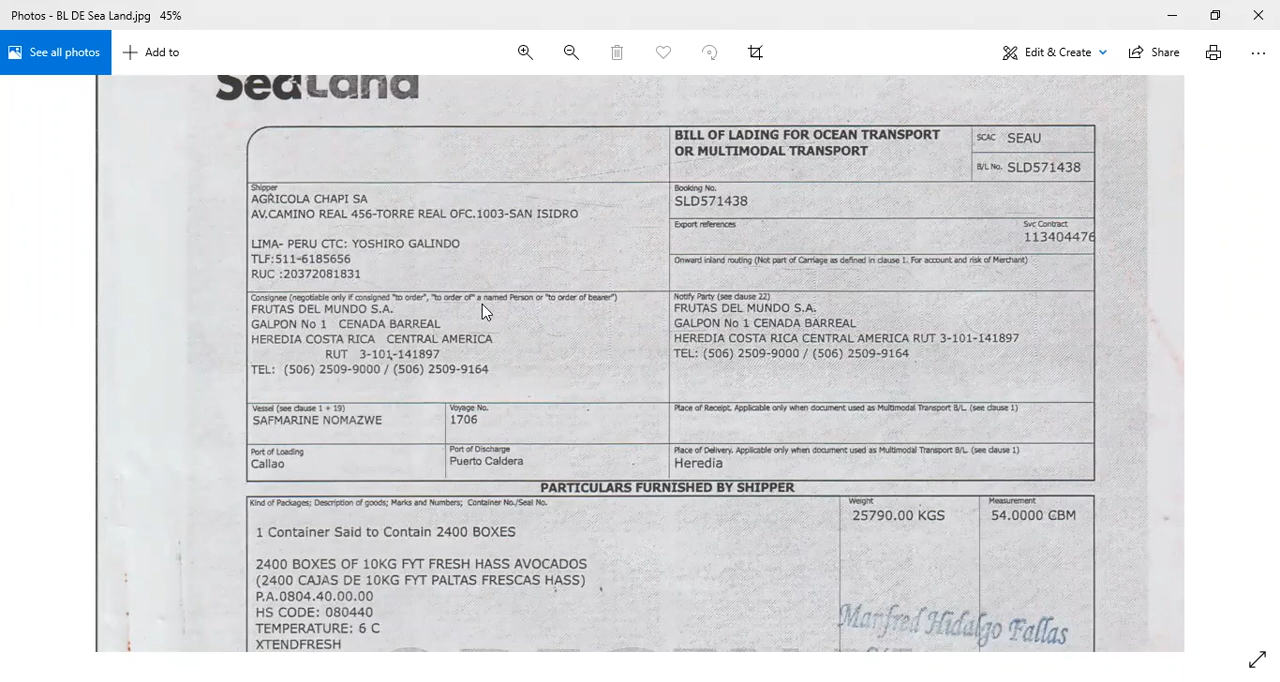 Photos - BL DE Sea Land.jpg 45%
See all photos
Add to
Edit & Create
Share
SeaLand
BILL OF LADING FOR OCEAN TRANSPORT
OR MULTIMODAL TRANSPORT
SCAC SEAU
B/L No. SLD571438
Shipper
AGRICOLA CHAPI SA
AV.CAMINO REAL 456-TORRE REAL OFC.1003-SAN ISIDRO
LIMA- PERU CTC: YOSHIRO GALINDO
TLF:511-6185656
RUC :20372081831
Booking No.
SLD571438
Export references
Svc Contract
113404476
Onward inland routing (Not part of Carriage as defined in clause 1. For account and risk of Merchant)
Consignee (negotiable only if consigned "to order", "to order of" a named Person or "to order of bearer")
FRUTAS DEL MUNDO S.A.
GALPON No 1 CENADA BARREAL
HEREDIA COSTA RICA CENTRAL AMERICA
RUT 3-101-141897
TEL: (506) 2509-9000 / (506) 2509-9164
Notify Party (see clause 22)
FRUTAS DEL MUNDO S.A.
GALPON No 1 CENADA BARREAL
HEREDIA COSTA RICA CENTRAL AMERICA RUT 3-101-141897
TEL: (506) 2509-9000 / (506) 2509-9164
Vessel (see clause 1 + 19)
SAFMARINE NOMAZWE
Voyage No.
1706
Place of Receipt. Applicable only when document used as Multimodal Transport B/L. (see clause 1)
Port of Loading
Callao
Port of Discharge
Puerto Caldera
Place of Delivery. Applicable only when document used as Multimodal Transport B/L. (see clause 1)
Heredia
PARTICULARS FURNISHED BY SHIPPER
Kind of Packages; Description of goods; Marks and Numbers; Container No./Seal No.
Weight
25790.00 KGS
Measurement
54.0000 CBM
1 Container Said to Contain 2400 BOXES
2400 BOXES OF 10KG FYT FRESH HASS AVOCADOS
(2400 CAJAS DE 10KG FYT PALTAS FRESCAS HASS)
P.A.0804.40.00.00
HS CODE: 080440
TEMPERATURE: 6 C
XTENDFRESH
Manfred Hidalgo Fallas